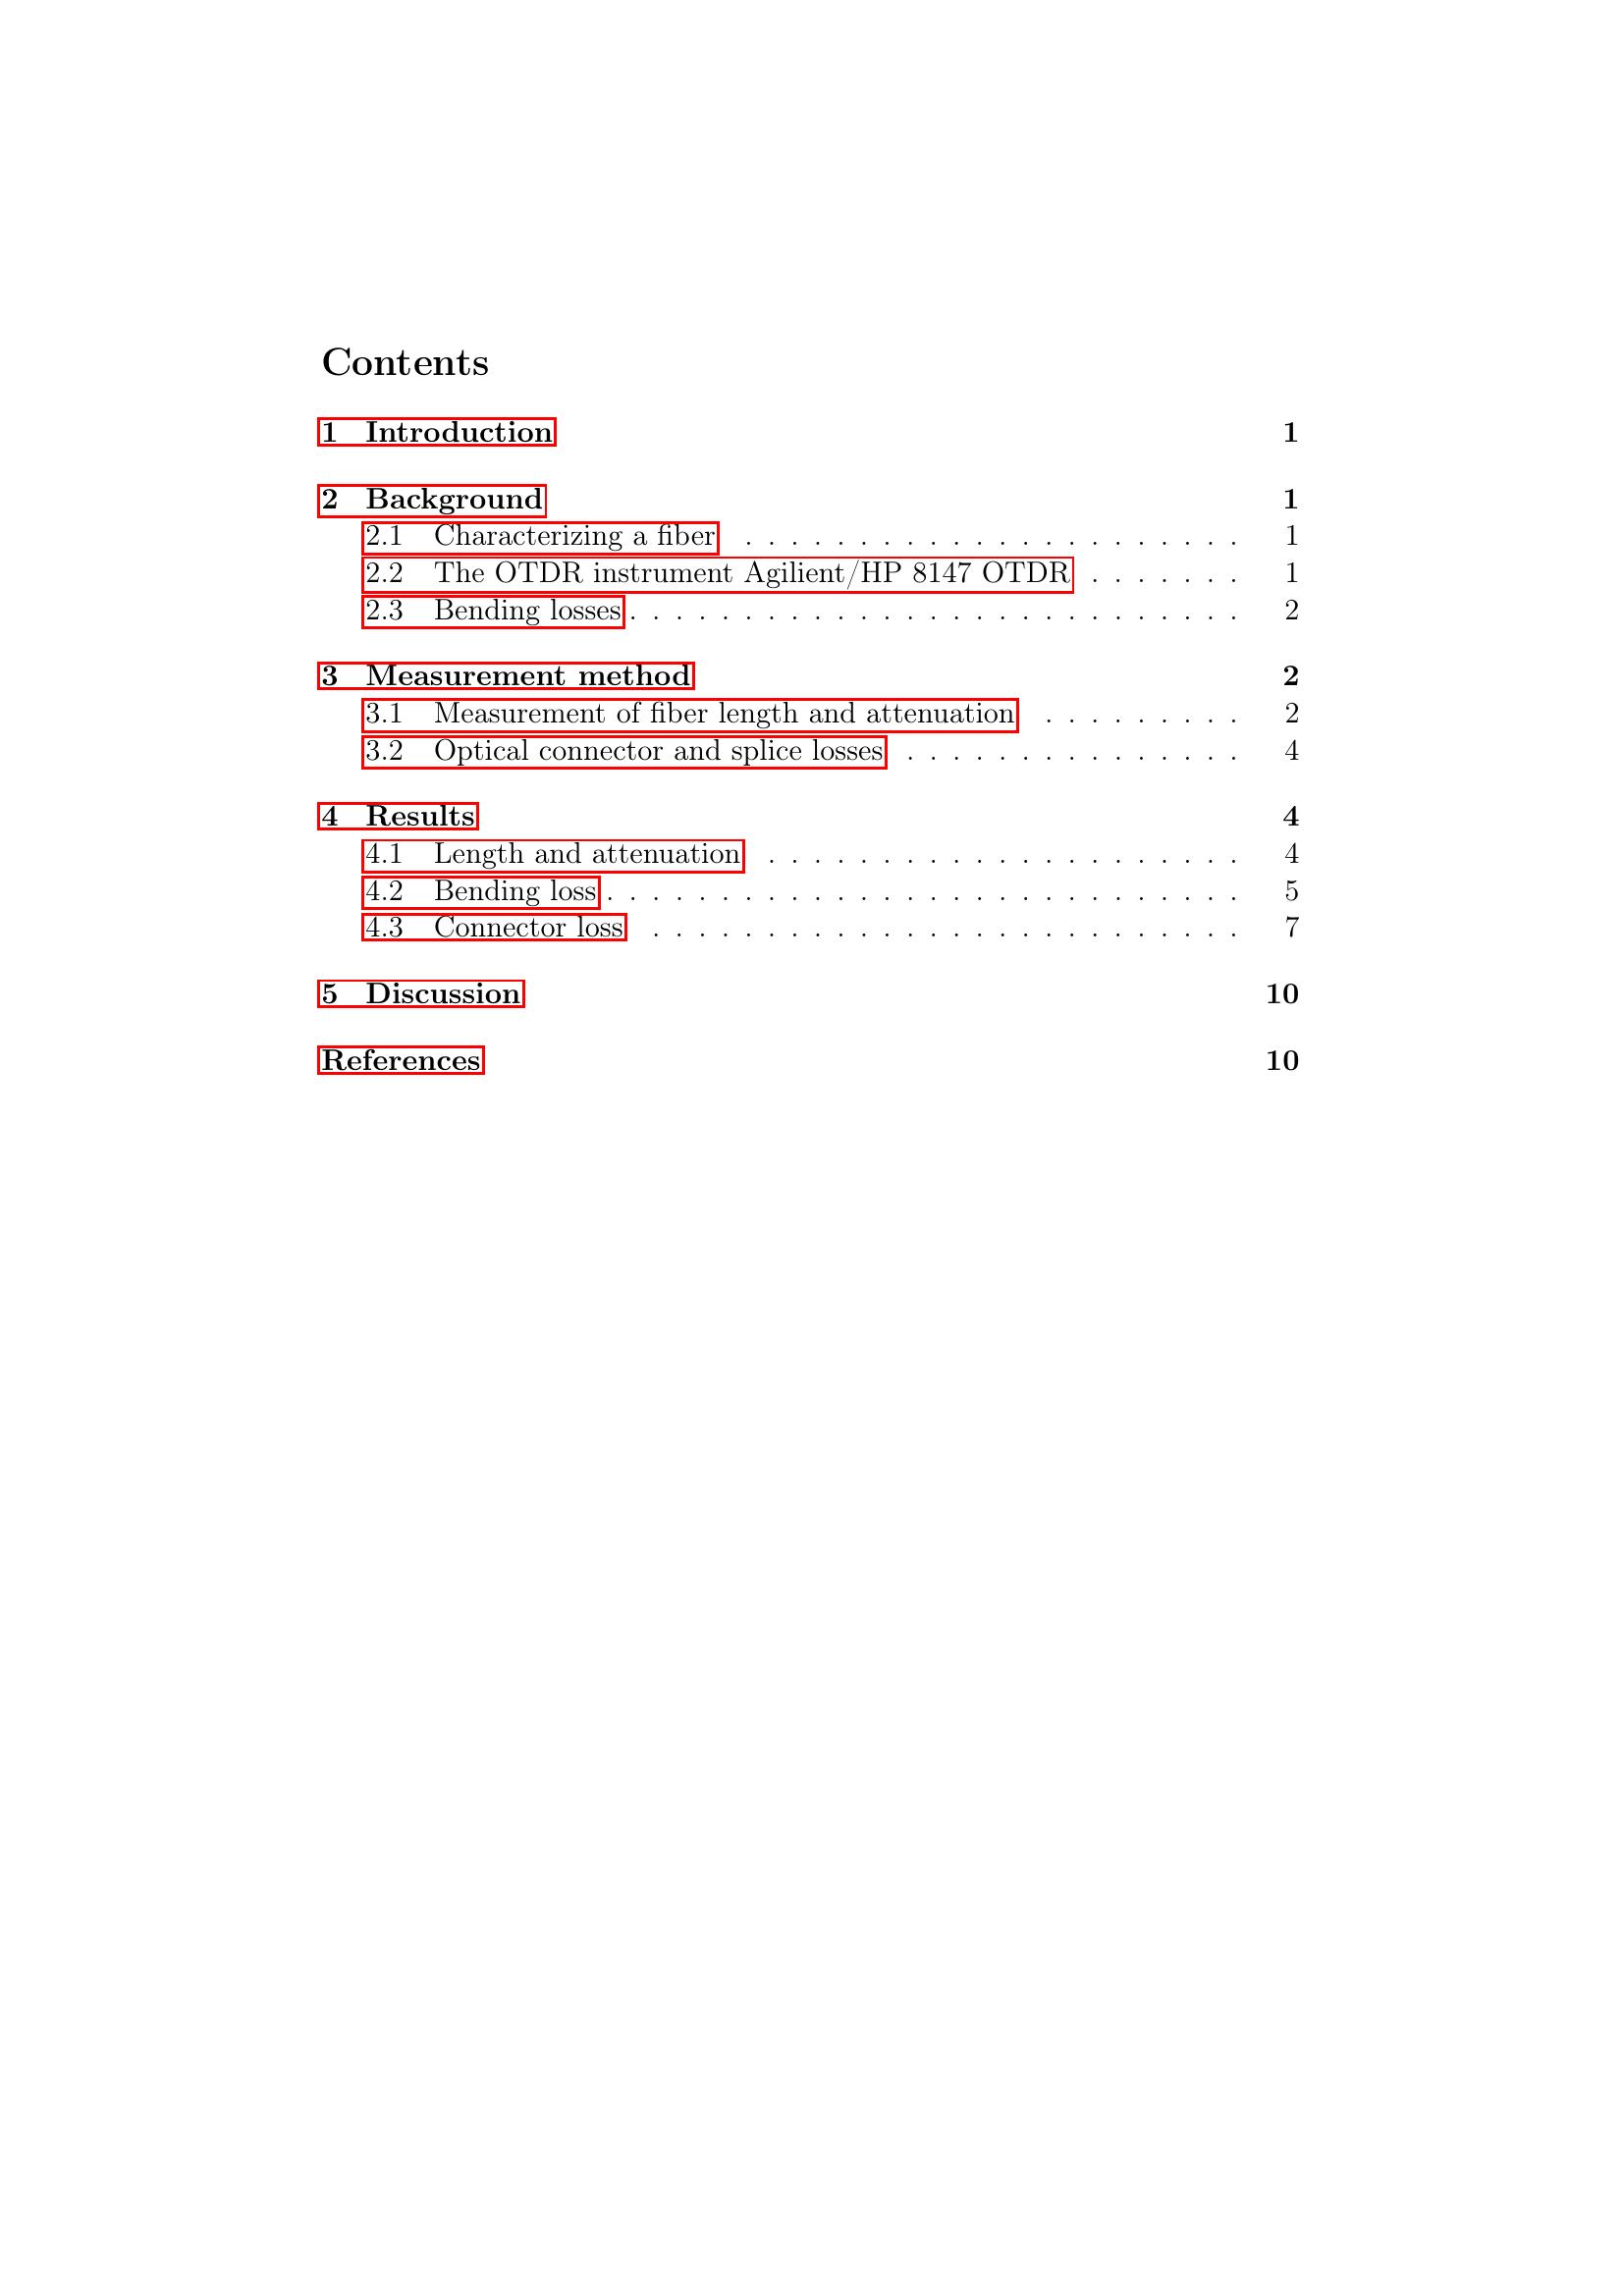 Contents
1 Introduction 1
2 Background 1
2.1 Characterizing a fiber . . . . . . . . . . . . . . . . . . . . . . 1
2.2 The OTDR instrument Agilient/HP 8147 OTDR . . . . . . . 1
2.3 Bending losses . . . . . . . . . . . . . . . . . . . . . . . . . . . 2
3 Measurement method 2
3.1 Measurement of fiber length and attenuation . . . . . . . . . 2
3.2 Optical connector and splice losses . . . . . . . . . . . . . . . 4
4 Results 4
4.1 Length and attenuation . . . . . . . . . . . . . . . . . . . . . 4
4.2 Bending loss . . . . . . . . . . . . . . . . . . . . . . . . . . . . 5
4.3 Connector loss . . . . . . . . . . . . . . . . . . . . . . . . . . 7
5 Discussion 10
References 10